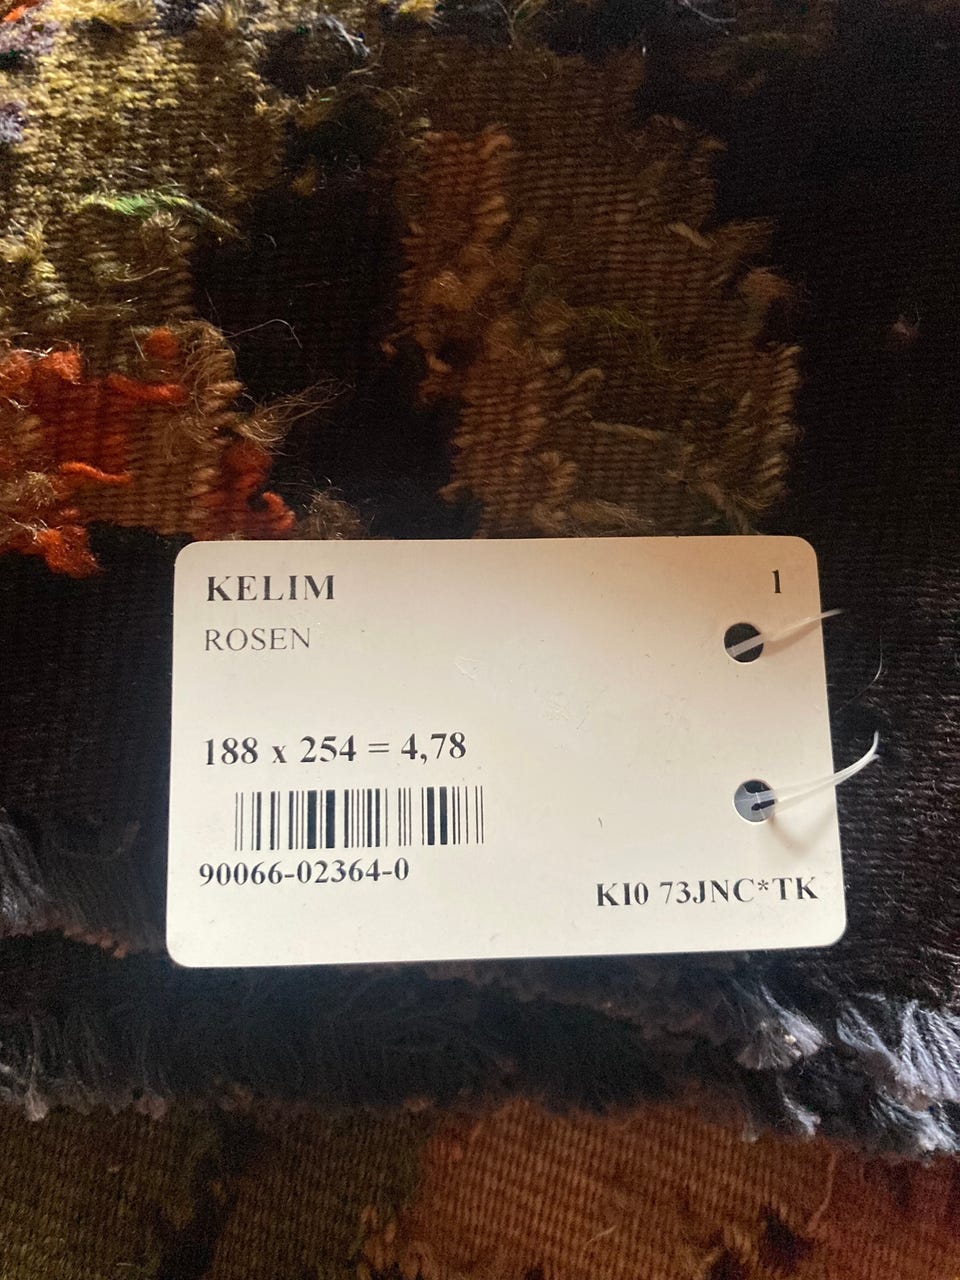 KELIM 1
ROSEN
188 x 254 = 4,78
90066-02364-0
KI0 73JNC*TK